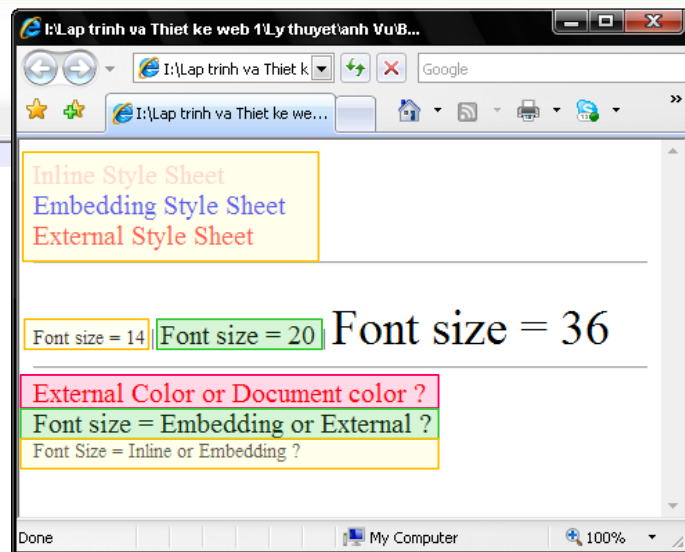 I:\Lap trinh va Thiet ke web 1\Ly thuyet\anh Vu\B...
I:\Lap trinh va Thiet k
Google
I:\Lap trinh va Thiet ke we...
»
Inline Style Sheet
Embedding Style Sheet
External Style Sheet
Font size = 14 | Font size = 20 | Font size = 36
External Color or Document color ?
Font size = Embedding or External ?
Font Size = Inline or Embedding ?
Done
My Computer
100%